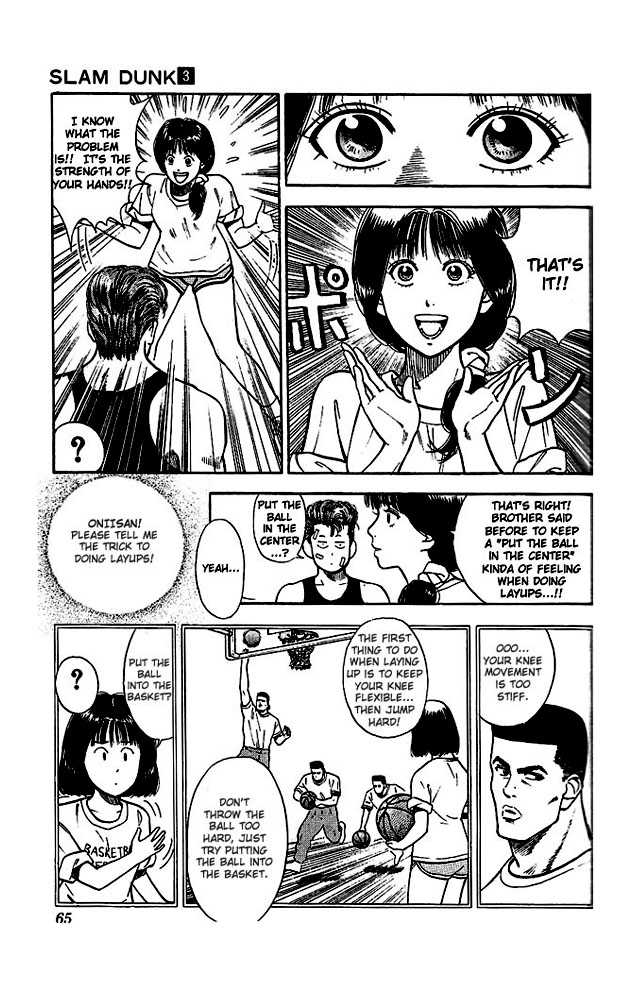 SLAM DUNK 3
THAT'S
IT!!
ポン
I KNOW
WHAT THE
PROBLEM
IS!! IT'S THE
STRENGTH OF
YOUR HANDS!!
?
THAT'S RIGHT!
BROTHER SAID
BEFORE TO KEEP
A "PUT THE BALL
IN THE CENTER"
KINDA OF FEELING
WHEN DOING
LAYUPS...!!
PUT THE
BALL
IN THE
CENTER
...?
YEAH...
ONIISAN!
PLEASE TELL ME
THE TRICK TO
DOING LAYUPS!
OOO...
YOUR KNEE
MOVEMENT
IS TOO
STIFF.
THE FIRST
THING TO DO
WHEN LAYING
UP IS TO KEEP
YOUR KNEE
FLEXIBLE...
THEN JUMP
HARD!
DON'T
THROW THE
BALL TOO
HARD, JUST
TRY PUTTING
THE BALL INTO
THE BASKET.
PUT THE
BALL
INTO THE
BASKET?
?
BASKETB
65